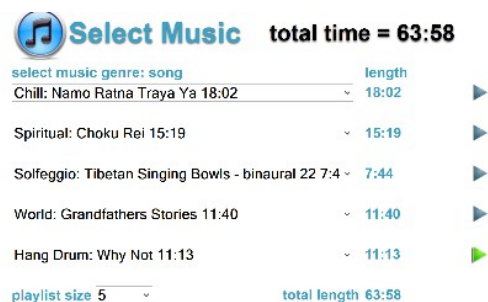 Select Music total time = 63:58
select music genre: song length
Chill: Namo Ratna Traya Ya 18:02 18:02
Spiritual: Choku Rei 15:19 15:19
Solfeggio: Tibetan Singing Bowls - binaural 22 7:4 7:44
World: Grandfathers Stories 11:40 11:40
Hang Drum: Why Not 11:13 11:13
playlist size 5 total length 63:58